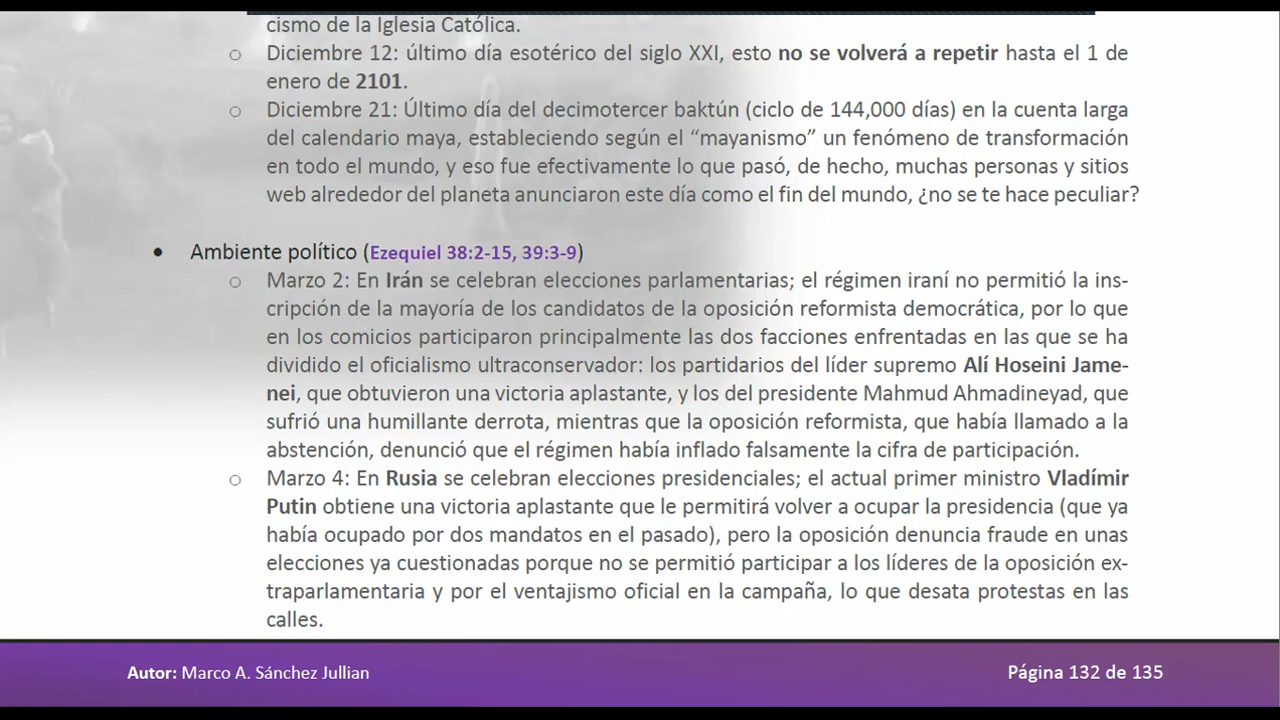 cismo de la Iglesia Católica.
○ Diciembre 12: último día esotérico del siglo XXI, esto no se volverá a repetir hasta el 1 de
enero de 2101.
○ Diciembre 21: Último día del decimotercer baktún (ciclo de 144,000 días) en la cuenta larga
del calendario maya, estableciendo según el “mayanismo” un fenómeno de transformación
en todo el mundo, y eso fue efectivamente lo que pasó, de hecho, muchas personas y sitios
web alrededor del planeta anunciaron este día como el fin del mundo, ¿no se te hace peculiar?
• Ambiente político (Ezequiel 38:2-15, 39:3-9)
○ Marzo 2: En Irán se celebran elecciones parlamentarias; el régimen iraní no permitió la ins-
cripción de la mayoría de los candidatos de la oposición reformista democrática, por lo que
en los comicios participaron principalmente las dos facciones enfrentadas en las que se ha
dividido el oficialismo ultraconservador: los partidarios del líder supremo Alí Hoseini Jame-
nei, que obtuvieron una victoria aplastante, y los del presidente Mahmud Ahmadineyad, que
sufrió una humillante derrota, mientras que la oposición reformista, que había llamado a la
abstención, denunció que el régimen había inflado falsamente la cifra de participación.
○ Marzo 4: En Rusia se celebran elecciones presidenciales; el actual primer ministro Vladímir
Putin obtiene una victoria aplastante que le permitirá volver a ocupar la presidencia (que ya
había ocupado por dos mandatos en el pasado), pero la oposición denuncia fraude en unas
elecciones ya cuestionadas porque no se permitió participar a los líderes de la oposición ex-
traparlamentaria y por el ventajismo oficial en la campaña, lo que desata protestas en las
calles.
Autor: Marco A. Sánchez Jullian
Página 132 de 135